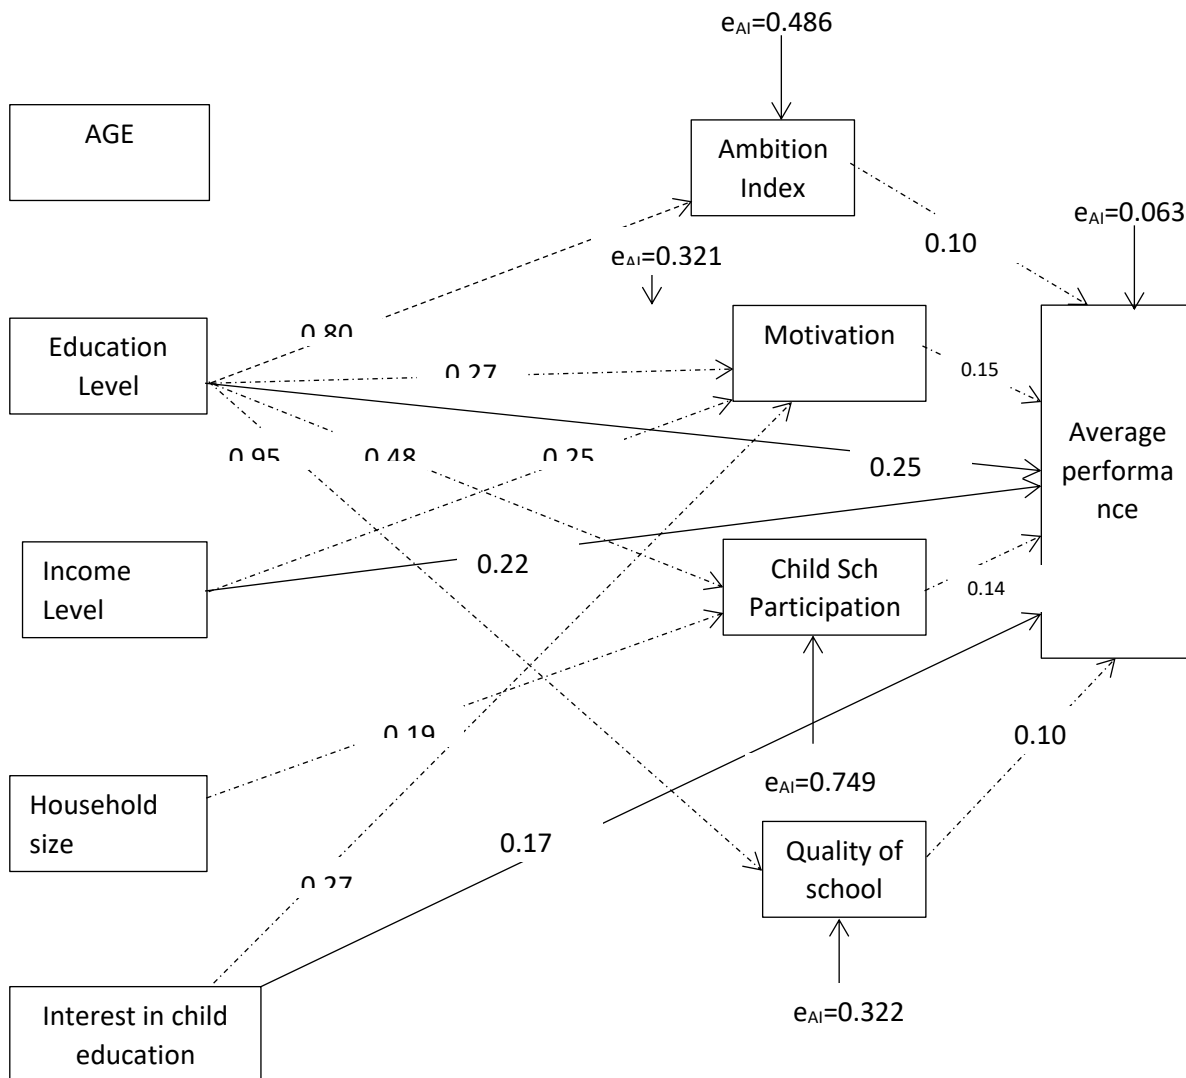 eAI=0.486
AGE
Ambition
Index
eAI=0.063
0.10
eAI=0.321
0.80
Education
Level
Motivation
0.27
0.15
0.95
0.48
0.25
0.25
Average
performa
nce
Income
Level
0.22
Child Sch
Participation
0.14
0.19
0.10
Household
size
eAI=0.749
0.17
Quality of
school
0.27
Interest in child
education
eAI=0.322